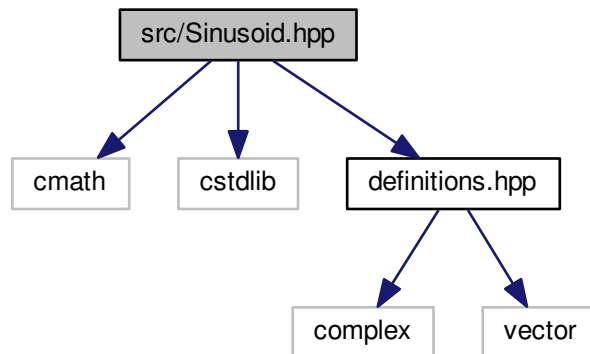 src/Sinusoid.hpp
cmath
cstdlib
definitions.hpp
complex
vector